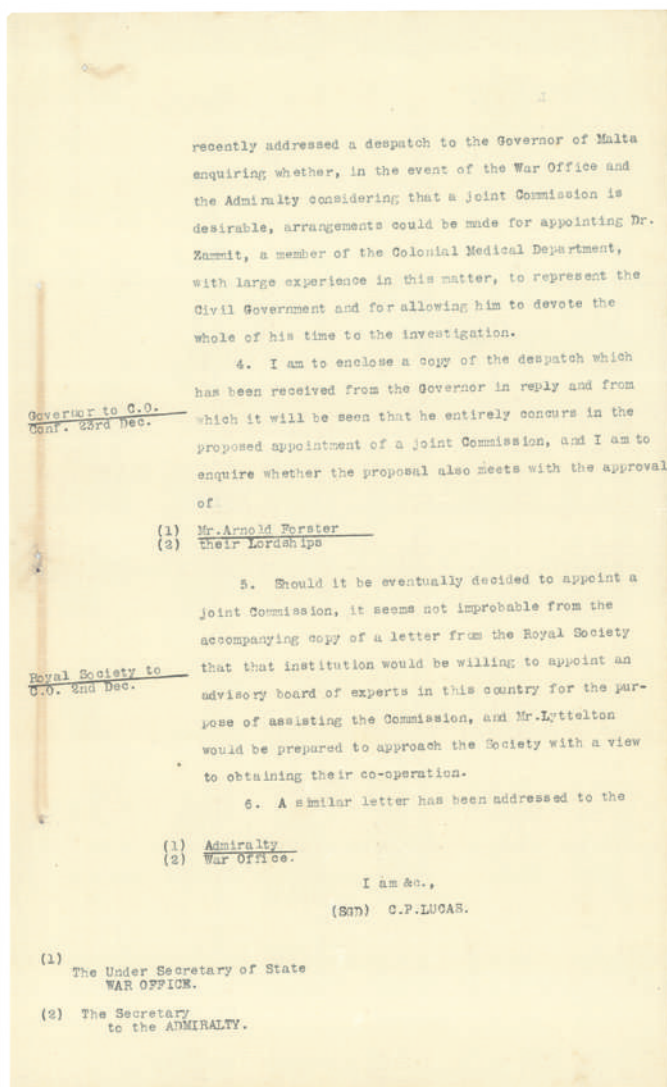 recently addressed a despatch to the Governor of Malta
enquiring whether, in the event of the War Office and
the Admiralty considering that a joint Commission is
desirable, arrangements could be made for appointing Dr.
Zammit, a member of the Colonial Medical Department,
with large experience in this matter, to represent the
Civil Government and for allowing him to devote the
whole of his time to the investigation.
4. I am to enclose a copy of the despatch which
has been received from the Governor in reply and from
Governor to C.O.
Conf. 23rd Dec.
which it will be seen that he entirely concurs in the
proposed appointment of a joint Commission, and I am to
enquire whether the proposal also meets with the approval
of
(1) Mr.Arnold Forster
(2) their Lordships
5. Should it be eventually decided to appoint a
joint Commission, it seems not improbable from the
accompanying copy of a letter from the Royal Society
Royal Society to
C.O. 2nd Dec.
that that institution would be willing to appoint an
advisory board of experts in this country for the pur-
pose of assisting the Commission, and Mr.Lyttelton
would be prepared to approach the Society with a view
to obtaining their co-operation.
6. A similar letter has been addressed to the
(1) Admiralty
(2) War Office.
I am &c.,
(SGD) C.P.LUCAS.
(1)
The Under Secretary of State
WAR OFFICE.
(2) The Secretary
to the ADMIRALTY.